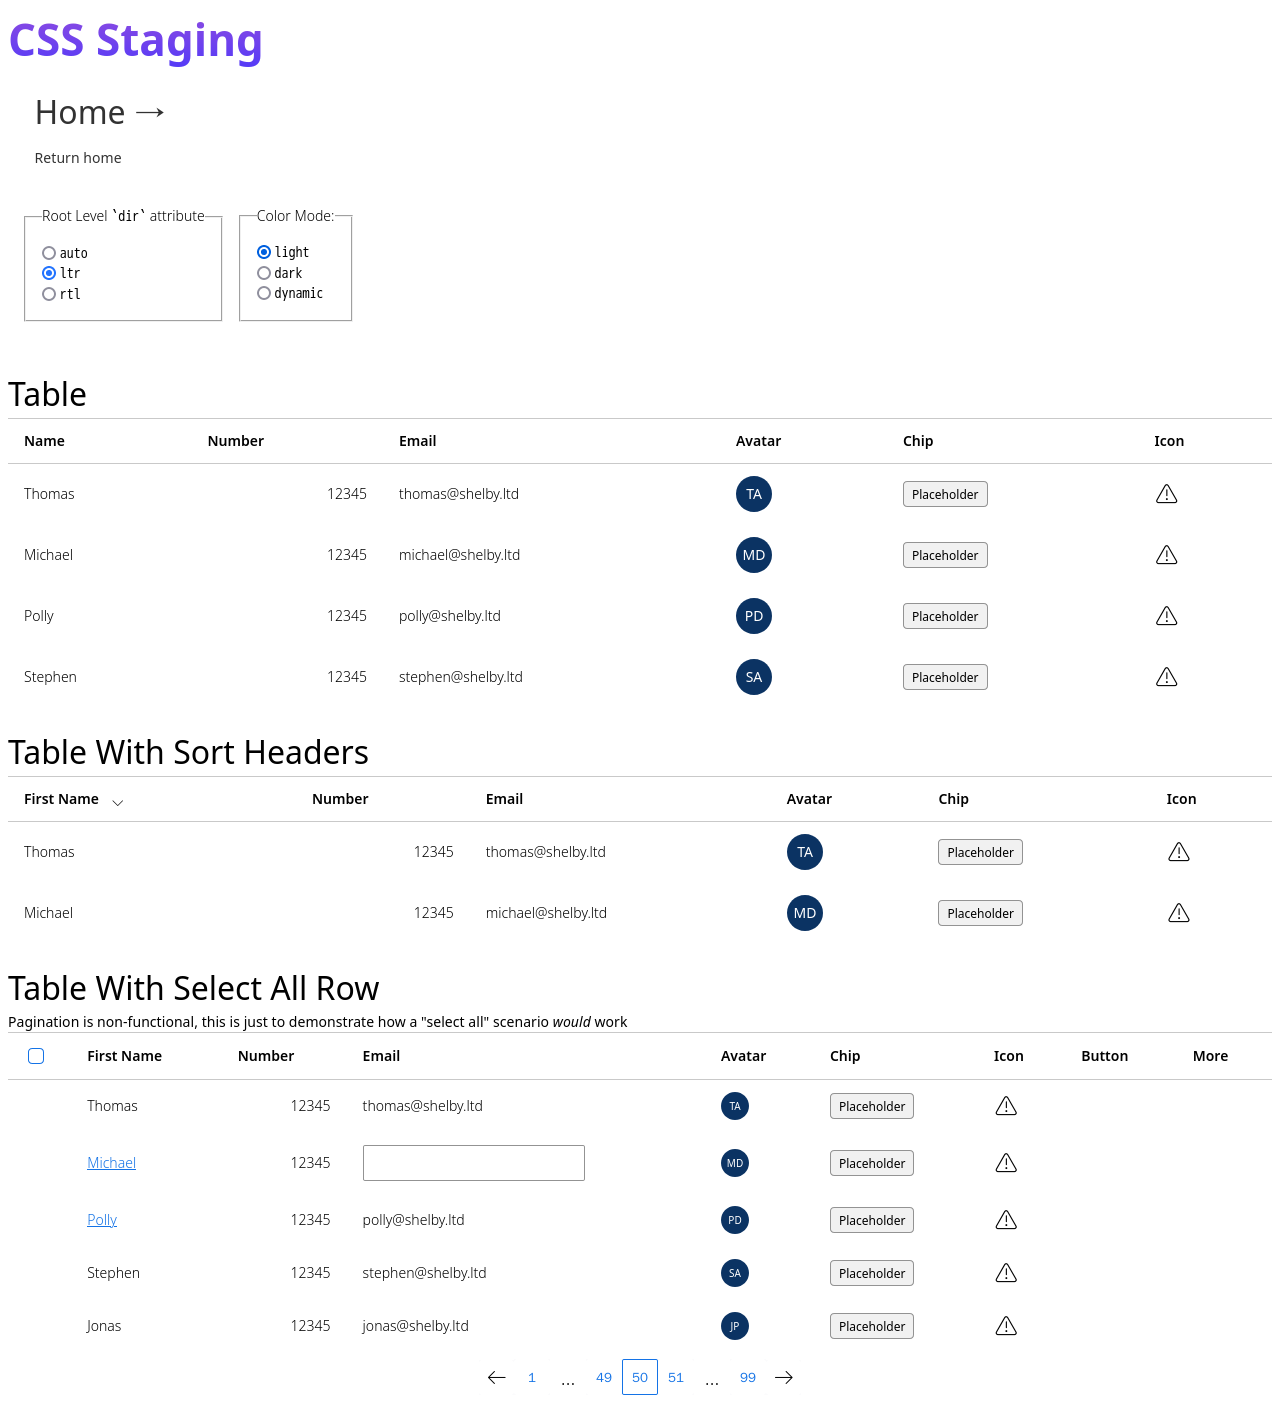 CSS Staging
Home →
Return home
Root Level `dir` attribute
auto
ltr
rtl
Color Mode:
light
dark
dynamic
Table
Name Number Email Avatar Chip Icon
Thomas 12345 thomas@shelby.ltd TA Placeholder
Michael 12345 michael@shelby.ltd MD Placeholder
Polly 12345 polly@shelby.ltd PD Placeholder
Stephen 12345 stephen@shelby.ltd SA Placeholder
Table With Sort Headers
First Name Number Email Avatar Chip Icon
Thomas 12345 thomas@shelby.ltd TA Placeholder
Michael 12345 michael@shelby.ltd MD Placeholder
Table With Select All Row
Pagination is non-functional, this is just to demonstrate how a "select all" scenario would work
First Name Number Email Avatar Chip Icon Button More
Thomas 12345 thomas@shelby.ltd TA Placeholder
Michael 12345 MD Placeholder
Polly 12345 polly@shelby.ltd PD Placeholder
Stephen 12345 stephen@shelby.ltd SA Placeholder
Jonas 12345 jonas@shelby.ltd JP Placeholder
← 1 ... 49 50 51 ... 99 →